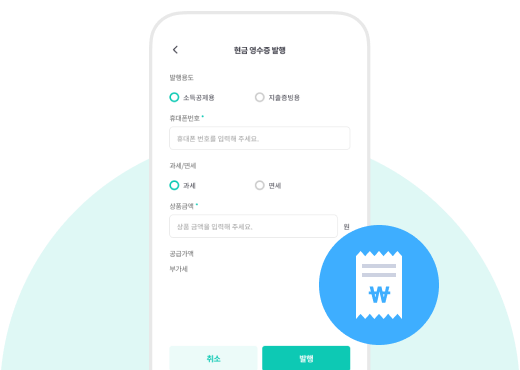 현금 영수증 발행
발행용도
소득공제용 지출증빙용
휴대폰번호 *
휴대폰 번호를 입력해 주세요.
과세/면세
과세 면세
상품금액 *
상품 금액을 입력해 주세요. 원
공급가액
부가세
₩
취소 발행